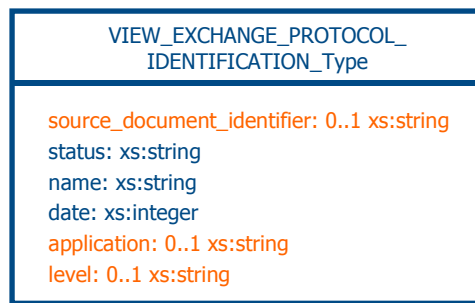 VIEW_EXCHANGE_PROTOCOL_
IDENTIFICATION_Type
source_document_identifier: 0..1 xs:string
status: xs:string
name: xs:string
date: xs:integer
application: 0..1 xs:string
level: 0..1 xs:string